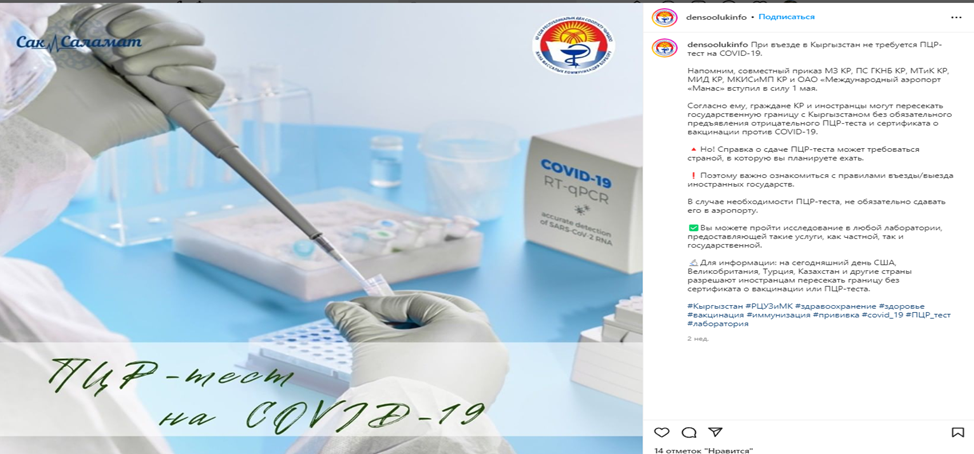 Сак Саламат
COVID-19
RT-qPCR
accurate detection
of SARS-CoV-2 RNA
ПЦР-тест
на COVID-19
densoolukinfo • Подписаться
densoolukinfo При въезде в Кыргызстан не требуется ПЦР-
тест на COVID-19.
Напомним, совместный приказ МЗ КР, ПС ГКНБ КР, МТиК КР,
МИД КР, МКИСиМП КР и ОАО «Международный аэропорт
«Манас» вступил в силу 1 мая.
Согласно ему, граждане КР и иностранцы могут пересекать
государственную границу с Кыргызстаном без обязательного
предъявления отрицательного ПЦР-теста и сертификата о
вакцинации против COVID-19.
🔺 Но! Справка о сдаче ПЦР-теста может требоваться
страной, в которую вы планируете ехать.
❗ Поэтому важно ознакомиться с правилами въезды/выезда
иностранных государств.
В случае необходимости ПЦР-теста, не обязательно сдавать
его в аэропорту.
✅ Вы можете пройти исследование в любой лаборатории,
предоставляющей такие услуги, как частной, так и
государственной.
🔬 Для информации: на сегодняшний день США,
Великобритания, Турция, Казахстан и другие страны
разрешают иностранцам пересекать границу без
сертификата о вакцинации или ПЦР-теста.
#Кыргызстан #РЦУЗиМК #здравоохранение #здоровье
#вакцинация #иммунизация #прививка #covid_19 #ПЦР_тест
#лаборатория
2 нед.
14 отметок "Нравится"